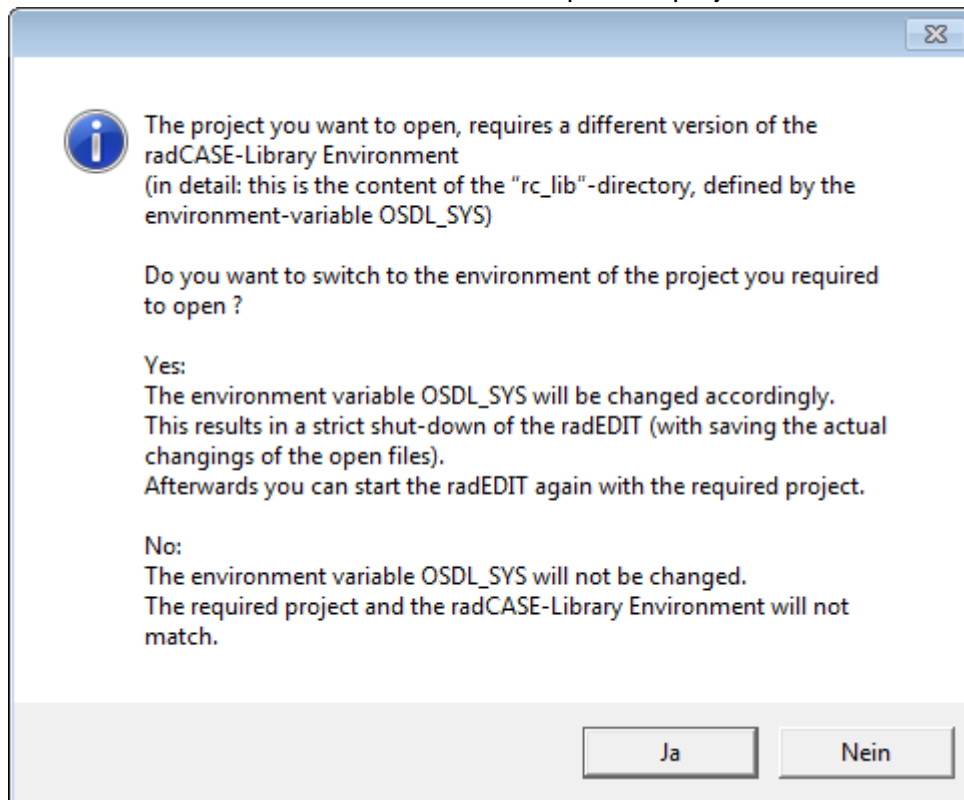 The project you want to open, requires a different version of the
radCASE-Library Environment
(in detail: this is the content of the "rc_lib"-directory, defined by the
environment-variable OSDL_SYS)
Do you want to switch to the environment of the project you required
to open ?
Yes:
The environment variable OSDL_SYS will be changed accordingly.
This results in a strict shut-down of the radEDIT (with saving the actual
changings of the open files).
Afterwards you can start the radEDIT again with the required project.
No:
The environment variable OSDL_SYS will not be changed.
The required project and the radCASE-Library Environment will not
match.
Ja
Nein